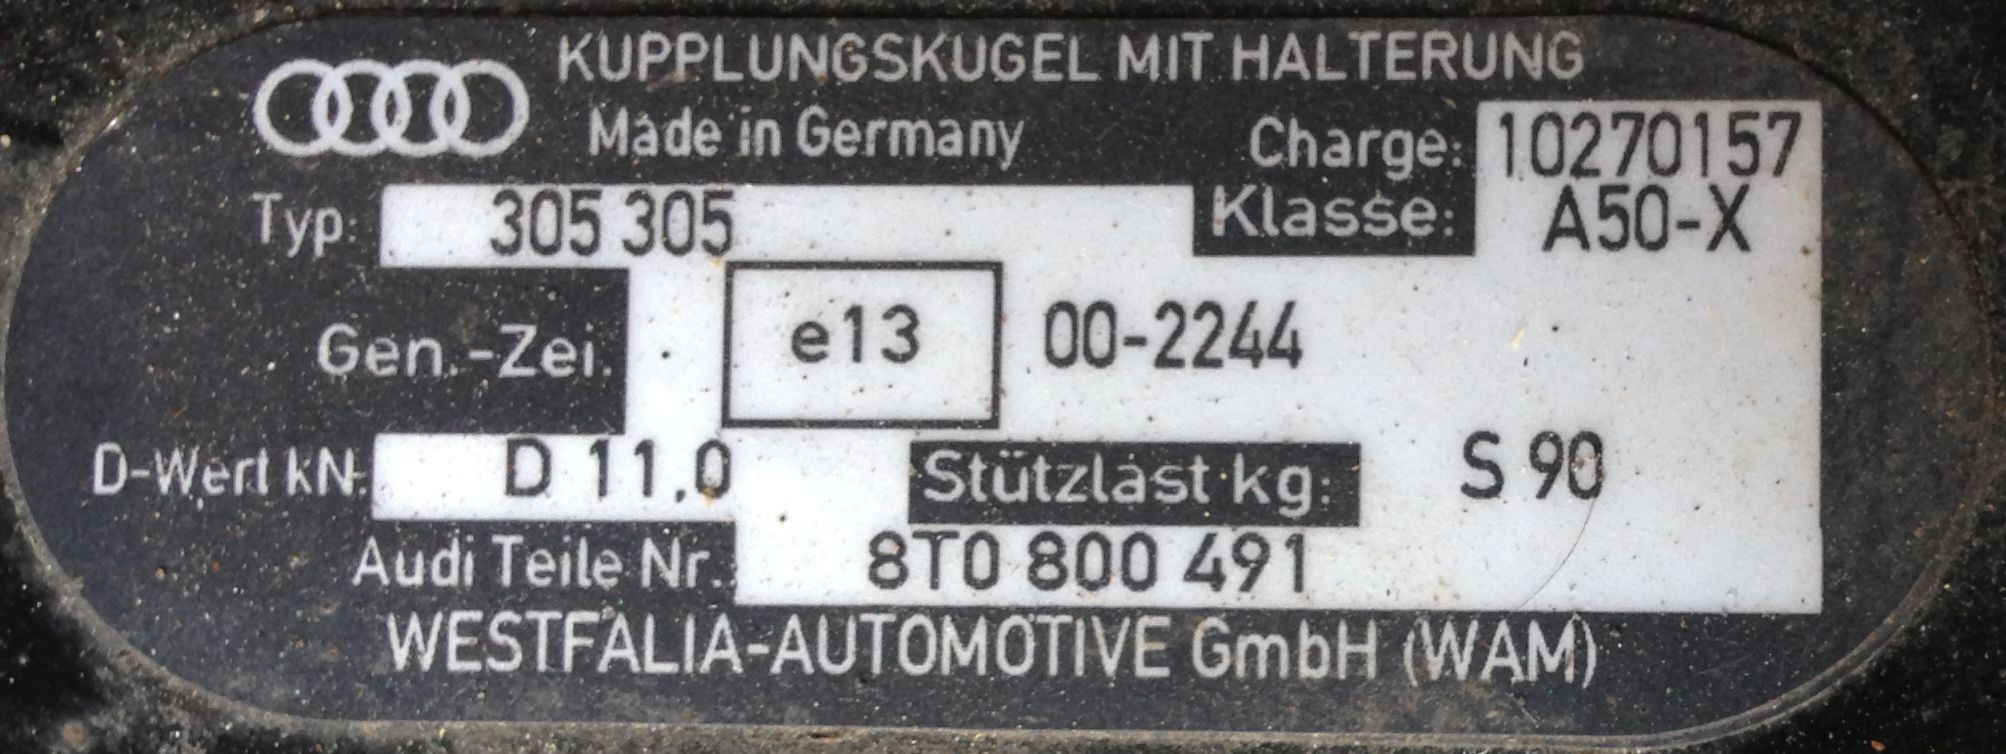 KUPPLUNGSKUGEL MIT HALTERUNG
Made in Germany Charge: 10270157
Typ: 305 305 Klasse: A50-X
Gen.-Zei. e13 00-2244
D-Wert kN: D 11,0 Stützlast kg: S 90
Audi Teile Nr.: 8T0 800 491
WESTFALIA-AUTOMOTIVE GmbH (WAM)